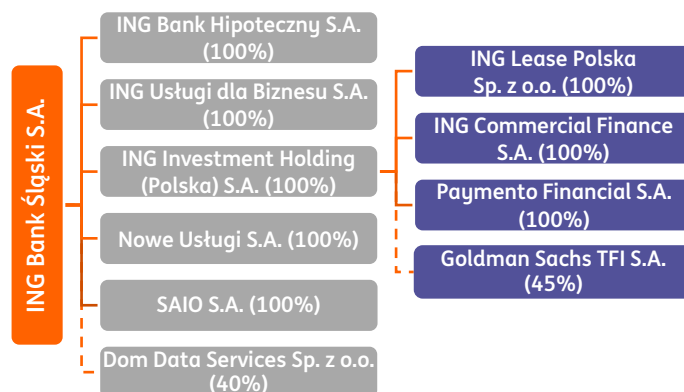 ING Bank Śląski S.A.
ING Bank Hipoteczny S.A.
(100%)
ING Usługi dla Biznesu S.A.
(100%)
ING Investment Holding
(Polska) S.A. (100%)
Nowe Usługi S.A. (100%)
SAIO S.A. (100%)
Dom Data Services Sp. z o.o.
(40%)
ING Lease Polska
Sp. z o.o. (100%)
ING Commercial Finance
S.A. (100%)
Paymento Financial S.A.
(100%)
Goldman Sachs TFI S.A.
(45%)